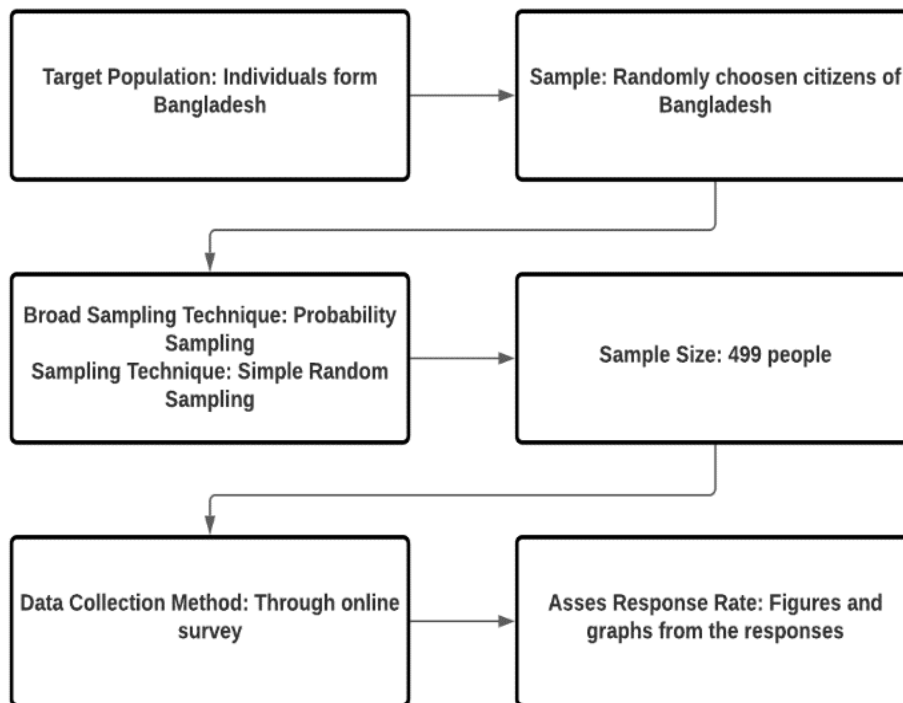 Target Population: Individals form
Bangladesh
Sample: Randomly choosen citizens of
Bangladesh
Broad Sampling Technique: Probability
Sampling
Sampling Technique: Simple Random
Sampling
Sample Size: 499 people
Data Collection Method: Through online
survey
Asses Response Rate: Figures and
graphs from the responses